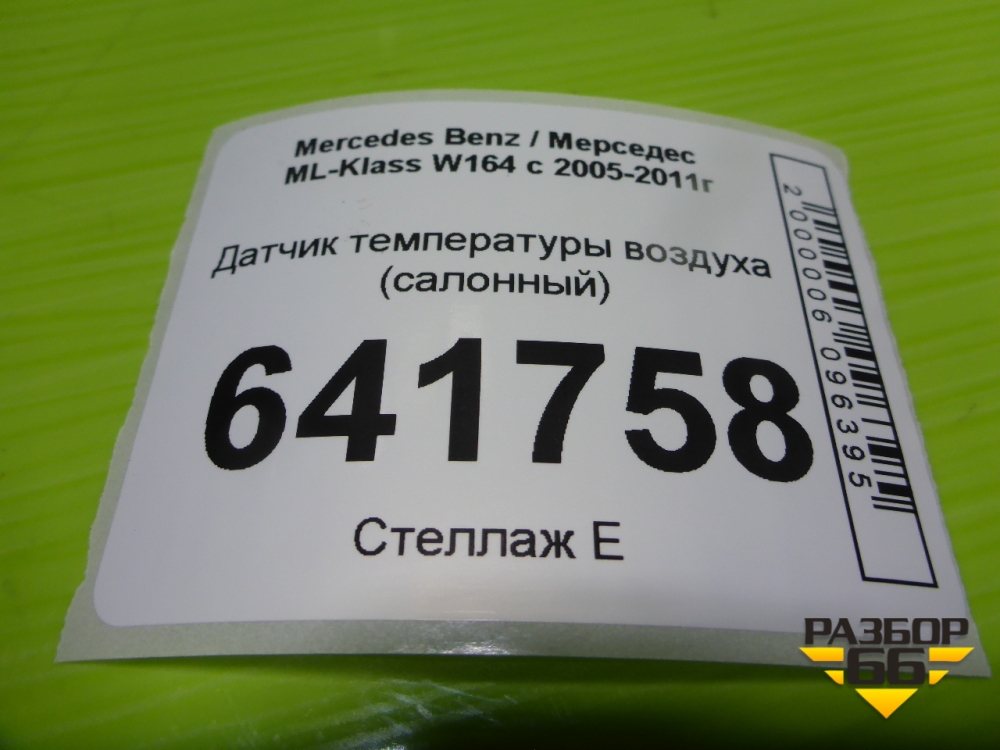 Mercedes Benz / Мерседес
ML-Klass W164 с 2005-2011г
Датчик температуры воздуха
(салонный)
641758
Стеллаж Е
2000006096395
РАЗБОР
66